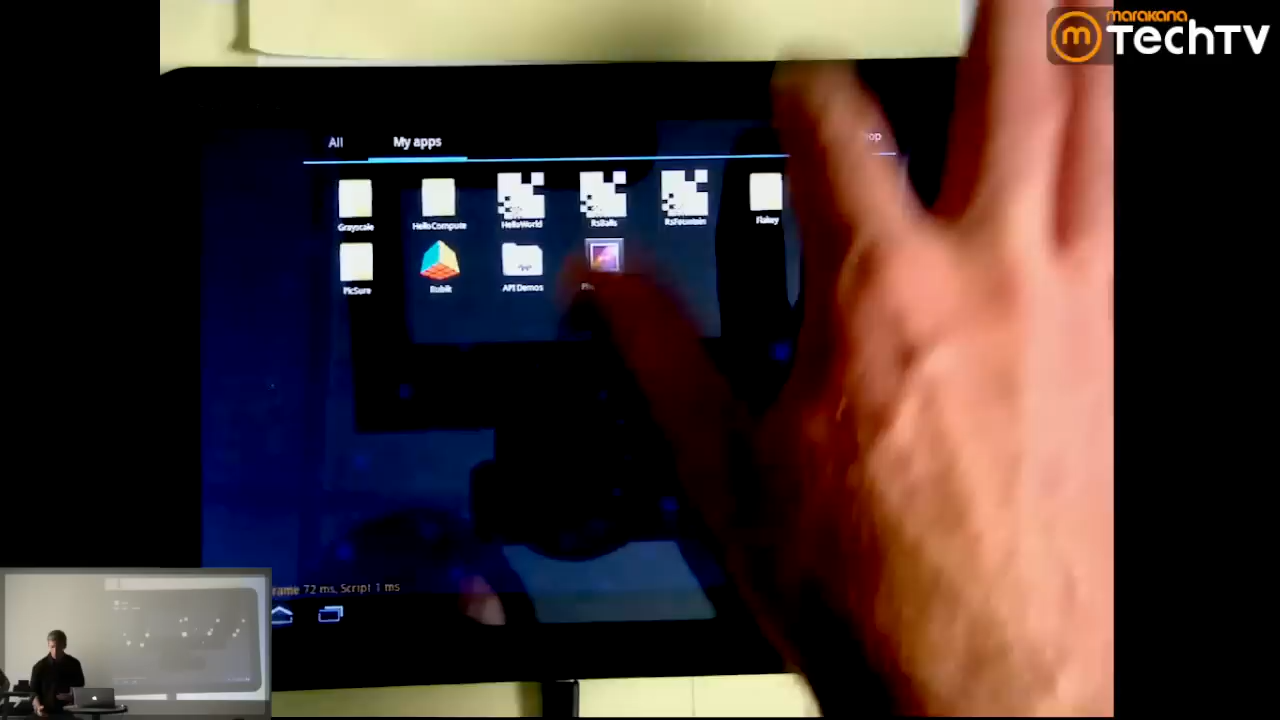 marakana
TechTV
All
My apps
Grayscale
HelloCompute
HelloWorld
RsBalls
RsFountain
Flakey
PicSure
Rubik
API Demos
rame 72 ms, Script 1 ms